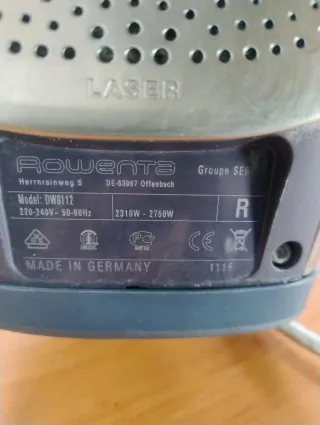 LASER
Rowenta Groupe SEB
Herrnrainweg 5 DE-63067 Offenbach
Model: DW8112
220-240V~ 50-60Hz 2310W - 2750W R
MADE IN GERMANY 1116